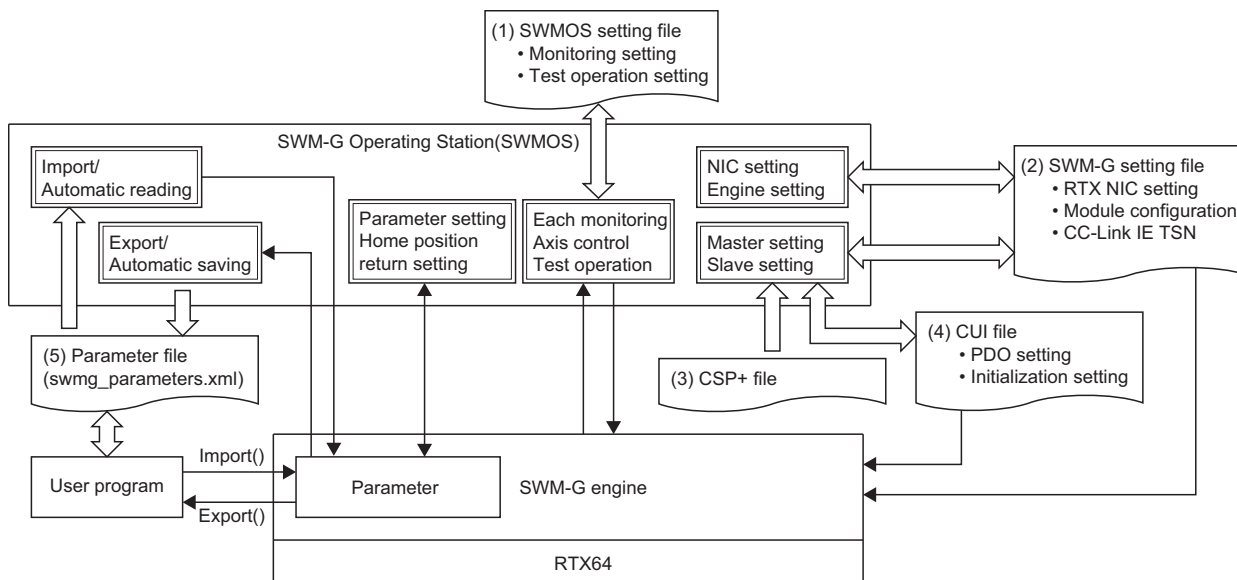 (1) SWMOS setting file
• Monitoring setting
• Test operation setting
SWM-G Operating Station(SWMOS)
Import/
Automatic reading
Export/
Automatic saving
Parameter setting
Home position
return setting
Each monitoring
Axis control
Test operation
NIC setting
Engine setting
Master setting
Slave setting
(2) SWM-G setting file
• RTX NIC setting
• Module configuration
• CC-Link IE TSN
(5) Parameter file
(swmg_parameters.xml)
(3) CSP+ file
(4) CUI file
• PDO setting
• Initialization setting
User program
Import()
Export()
Parameter
SWM-G engine
RTX64